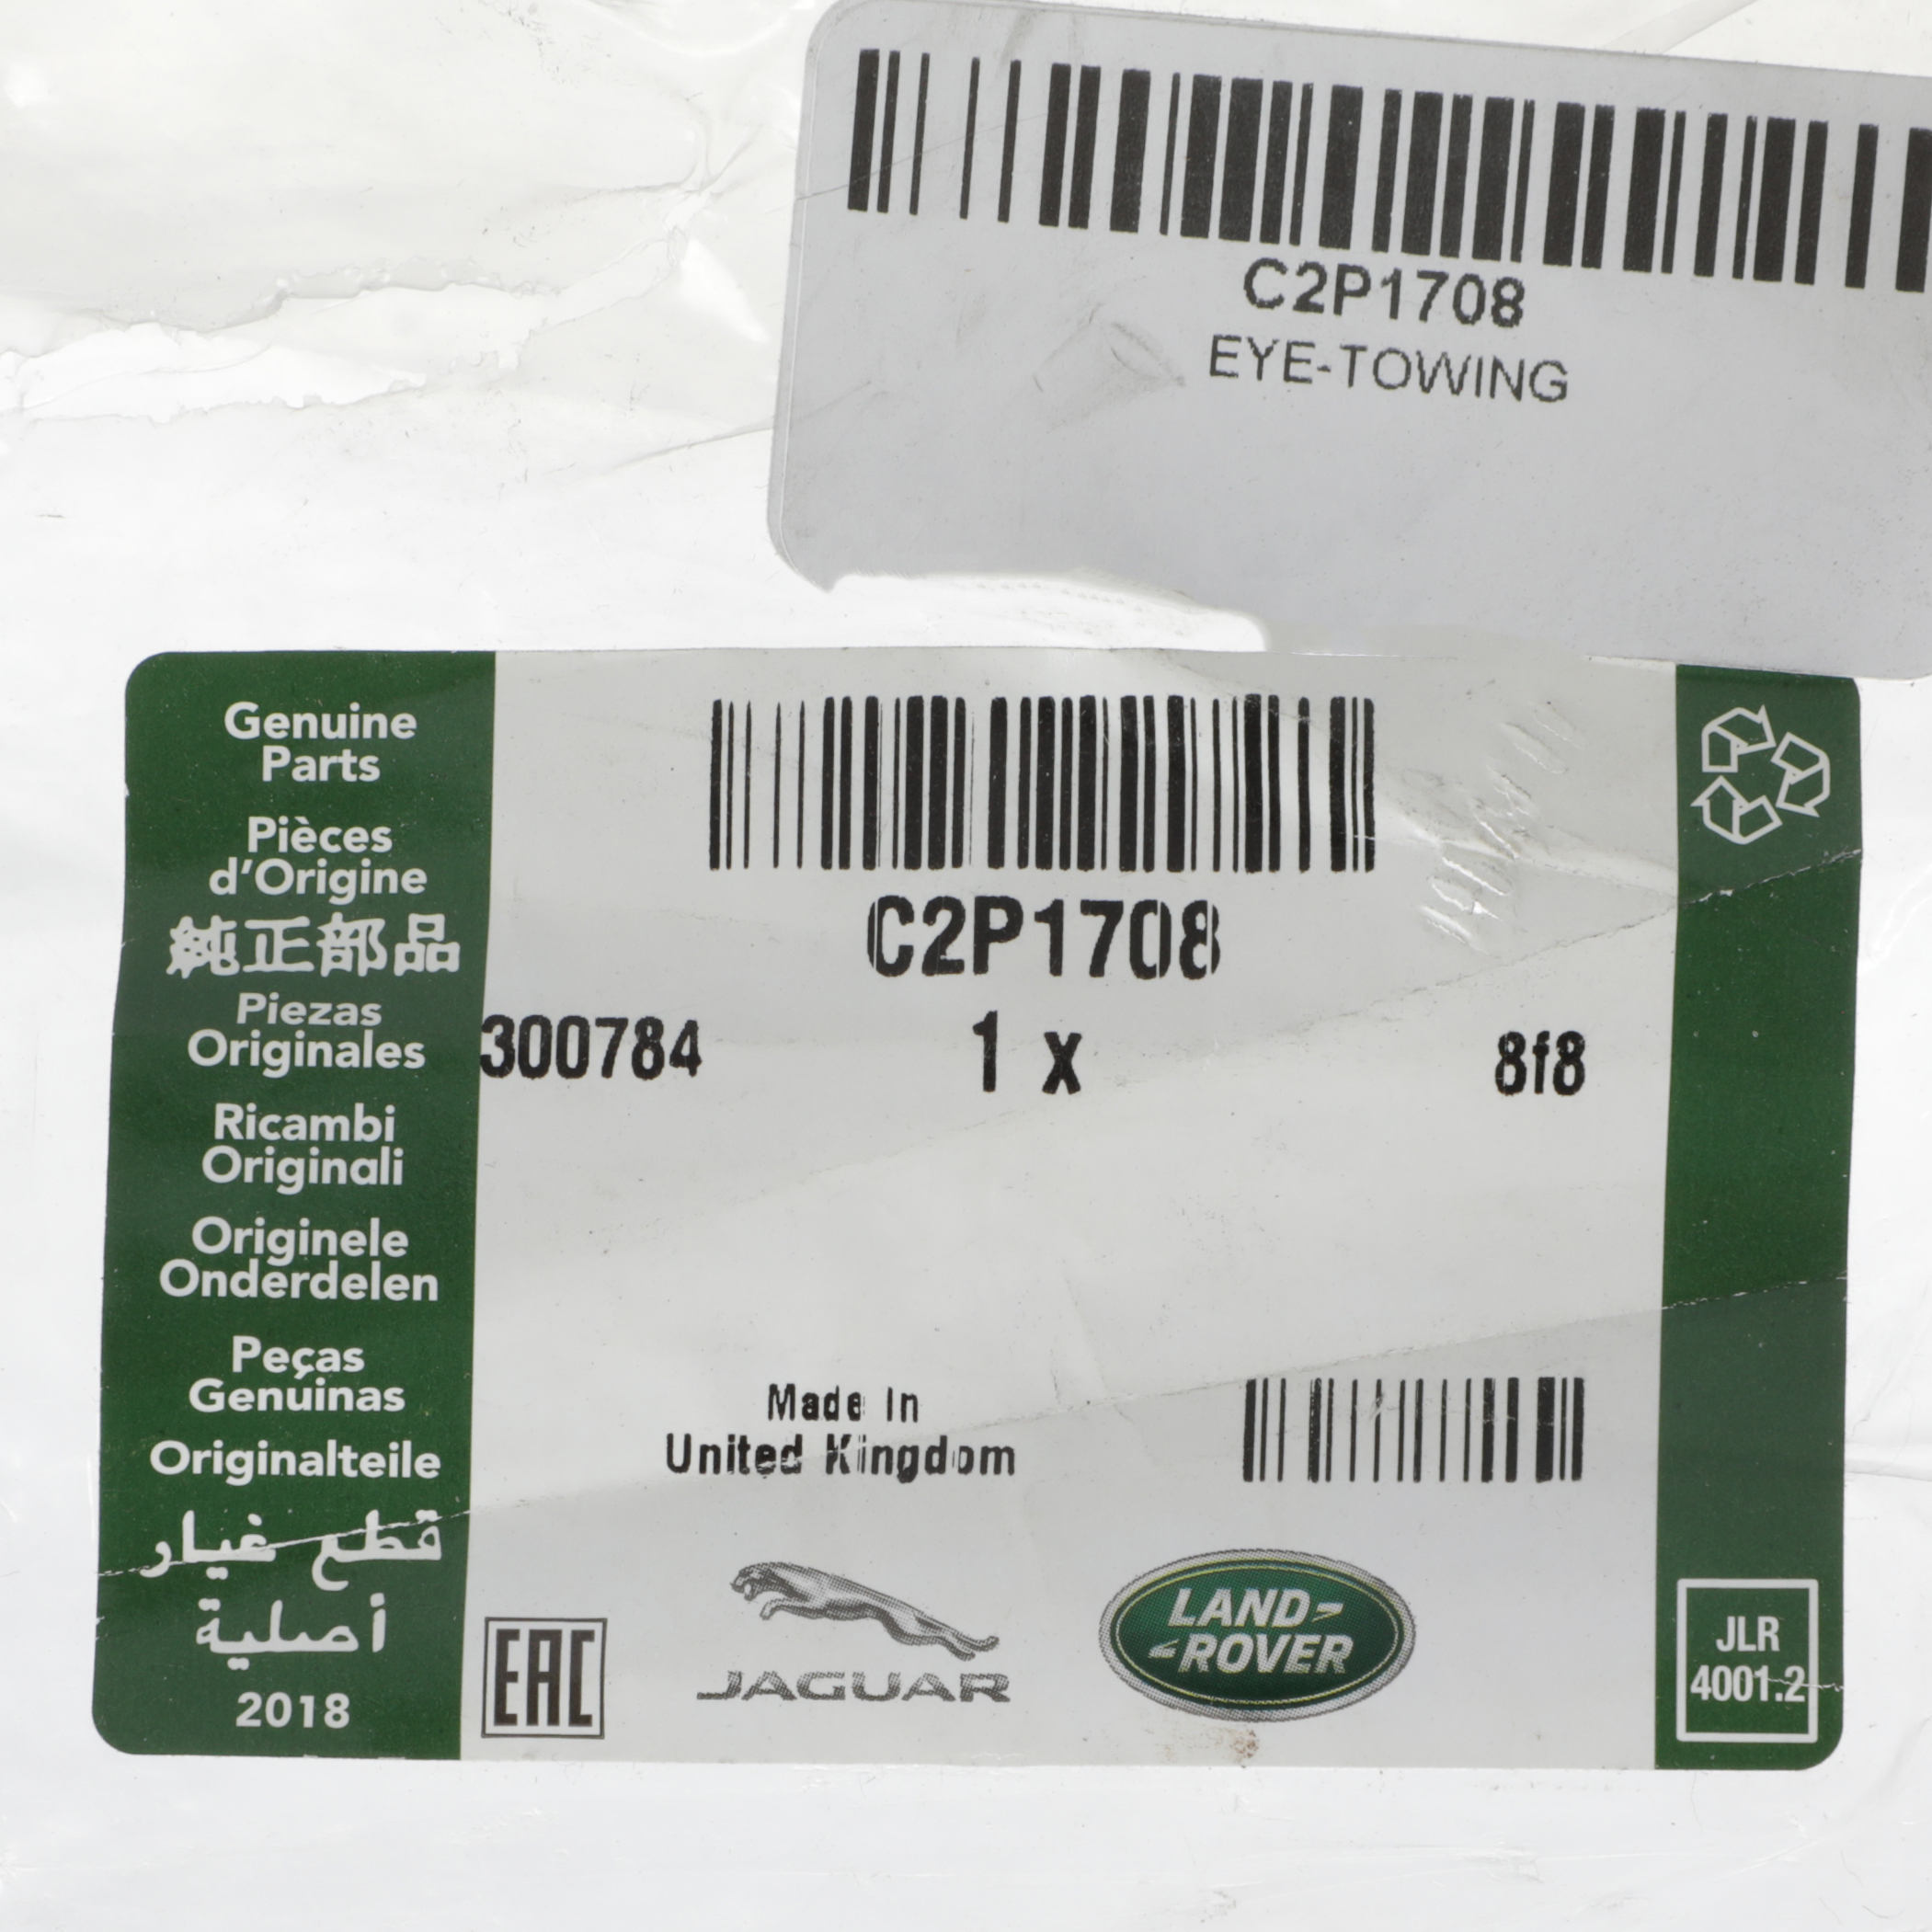 C2P1708
EYE-TOWING
Genuine
Parts
Pièces
d'Origine
純正部品
Piezas
Originales
Ricambi
Originali
Originele
Onderdelen
Peças
Genuinas
Originalteile
قطع غيار
أصلية
2018
C2P1708
300784 1 x 8f8
Made In
United Kingdom
EAC
JAGUAR
LAND-
-ROVER
JLR
4001.2